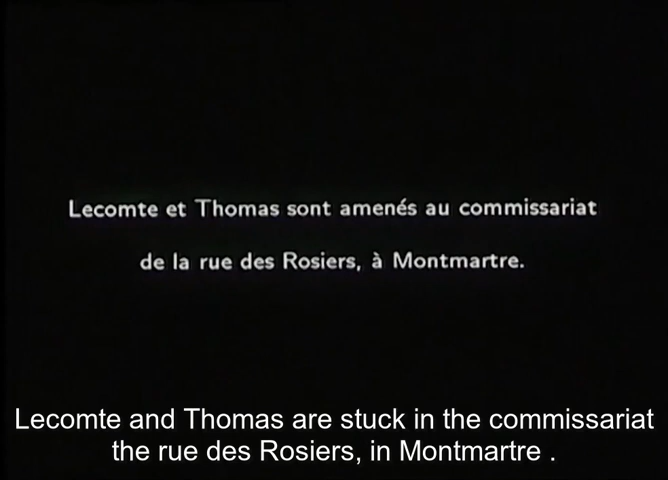 Lecomte et Thomas sont amenés au commissariat
de la rue des Rosiers, à Montmartre.
Lecomte and Thomas are stuck in the commissariat
the rue des Rosiers, in Montmartre .